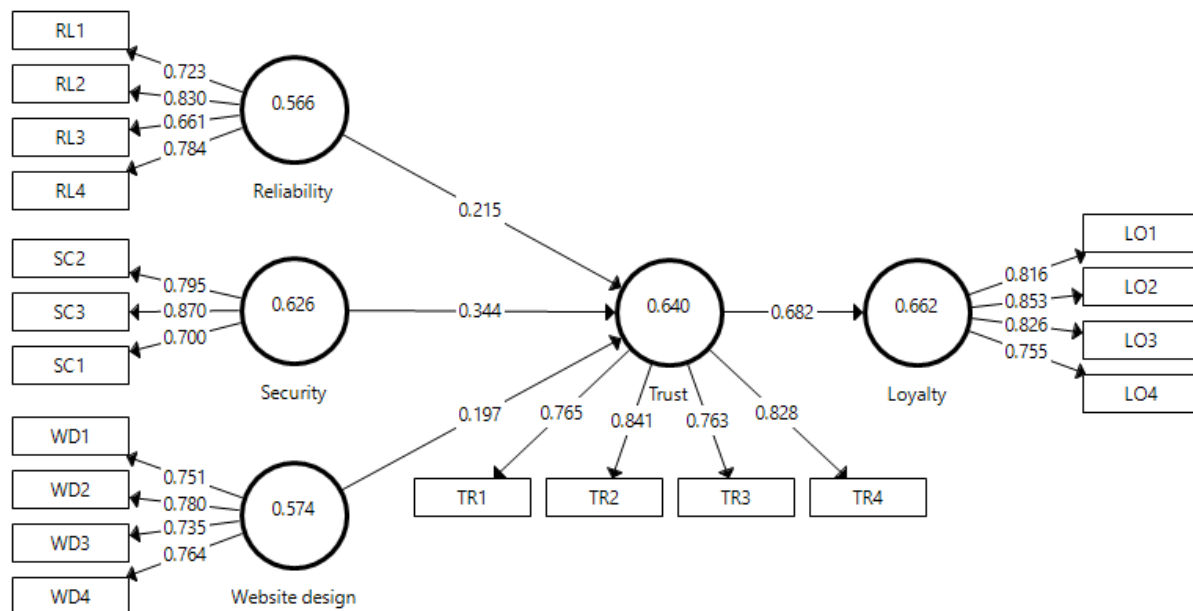 RL1
RL2
RL3
RL4
0.723
0.830
0.661
0.784
0.566
Reliability
0.215
SC2
SC3
SC1
0.795
0.870
0.700
0.626
Security
0.344
WD1
WD2
WD3
WD4
0.751
0.780
0.735
0.764
0.574
Website design
0.197
0.640
Trust
0.765
0.841
0.763
0.828
TR1
TR2
TR3
TR4
0.682
0.662
Loyalty
0.816
0.853
0.826
0.755
LO1
LO2
LO3
LO4